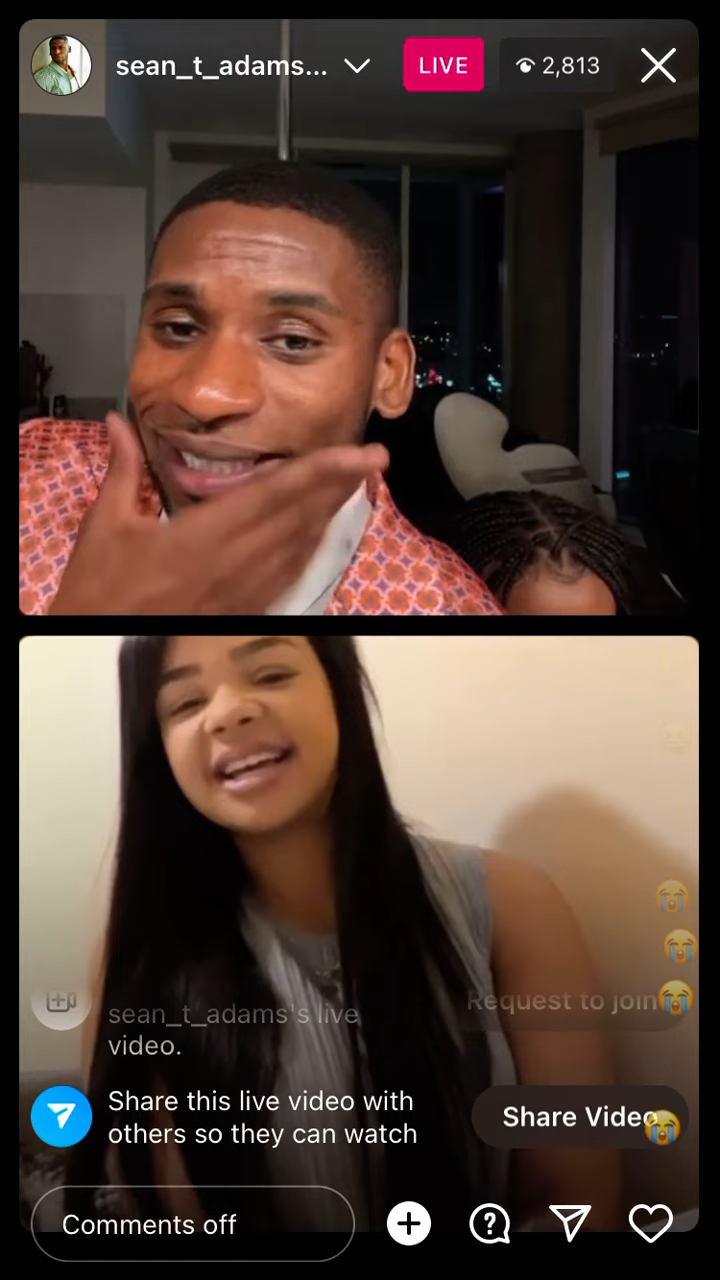 sean_t_adams...
LIVE
2,813
Request to join
sean_t_adams's live
video.
Share this live video with
others so they can watch
Share Video
Comments off